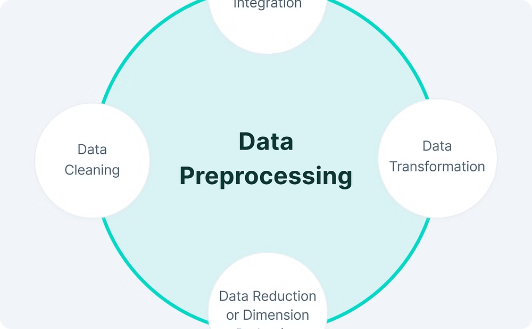 Integration
Data
Preprocessing
Data
Cleaning
Data
Transformation
Data Reduction
or Dimension